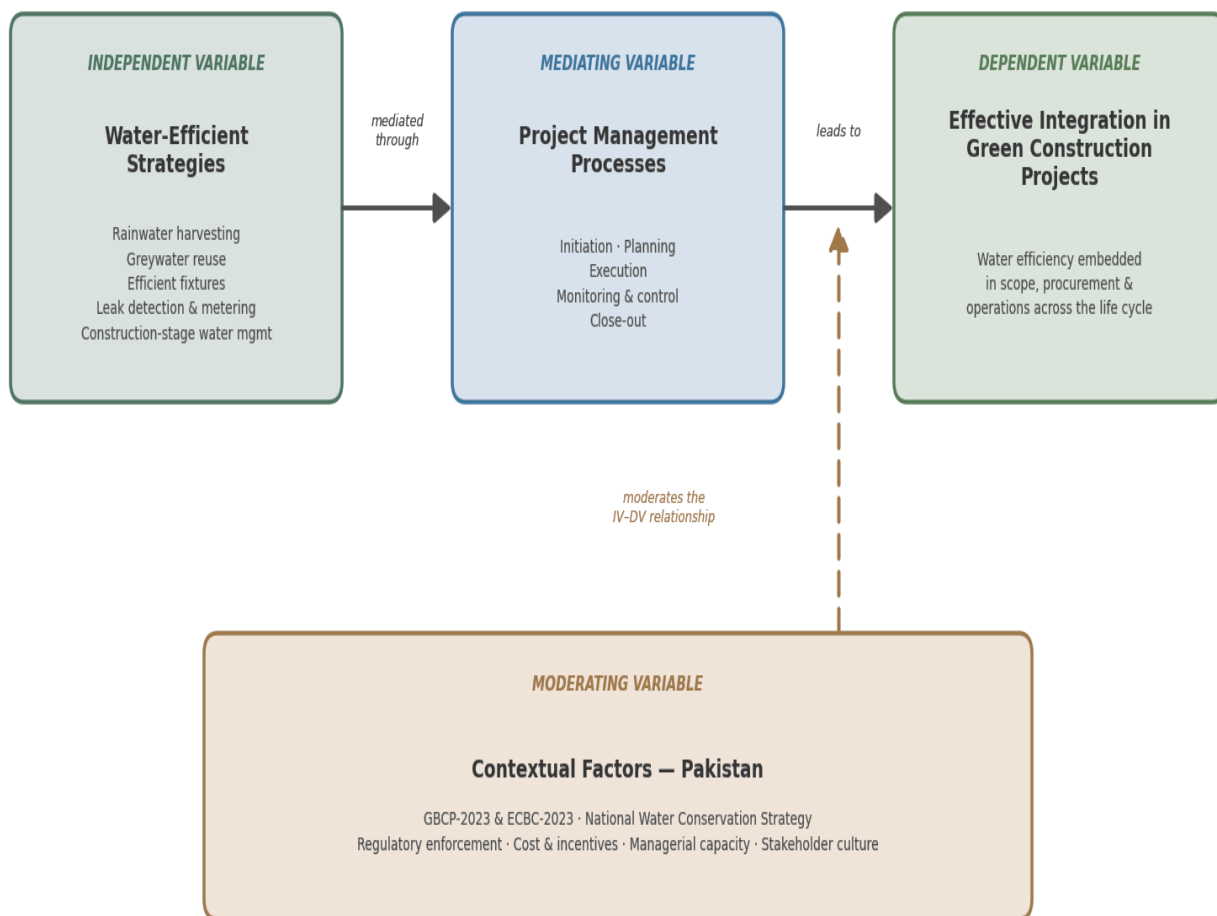 INDEPENDENT VARIABLE
Water-Efficient
Strategies
Rainwater harvesting
Greywater reuse
Efficient fixtures
Leak detection & metering
Construction-stage water mgmt
mediated
through
MEDIATING VARIABLE
Project Management
Processes
Initiation · Planning
Execution
Monitoring & control
Close-out
leads to
DEPENDENT VARIABLE
Effective Integration in
Green Construction
Projects
Water efficiency embedded
in scope, procurement &
operations across the life cycle
moderates the
IV–DV relationship
MODERATING VARIABLE
Contextual Factors — Pakistan
GBCP-2023 & ECBC-2023 · National Water Conservation Strategy
Regulatory enforcement · Cost & incentives · Managerial capacity · Stakeholder culture